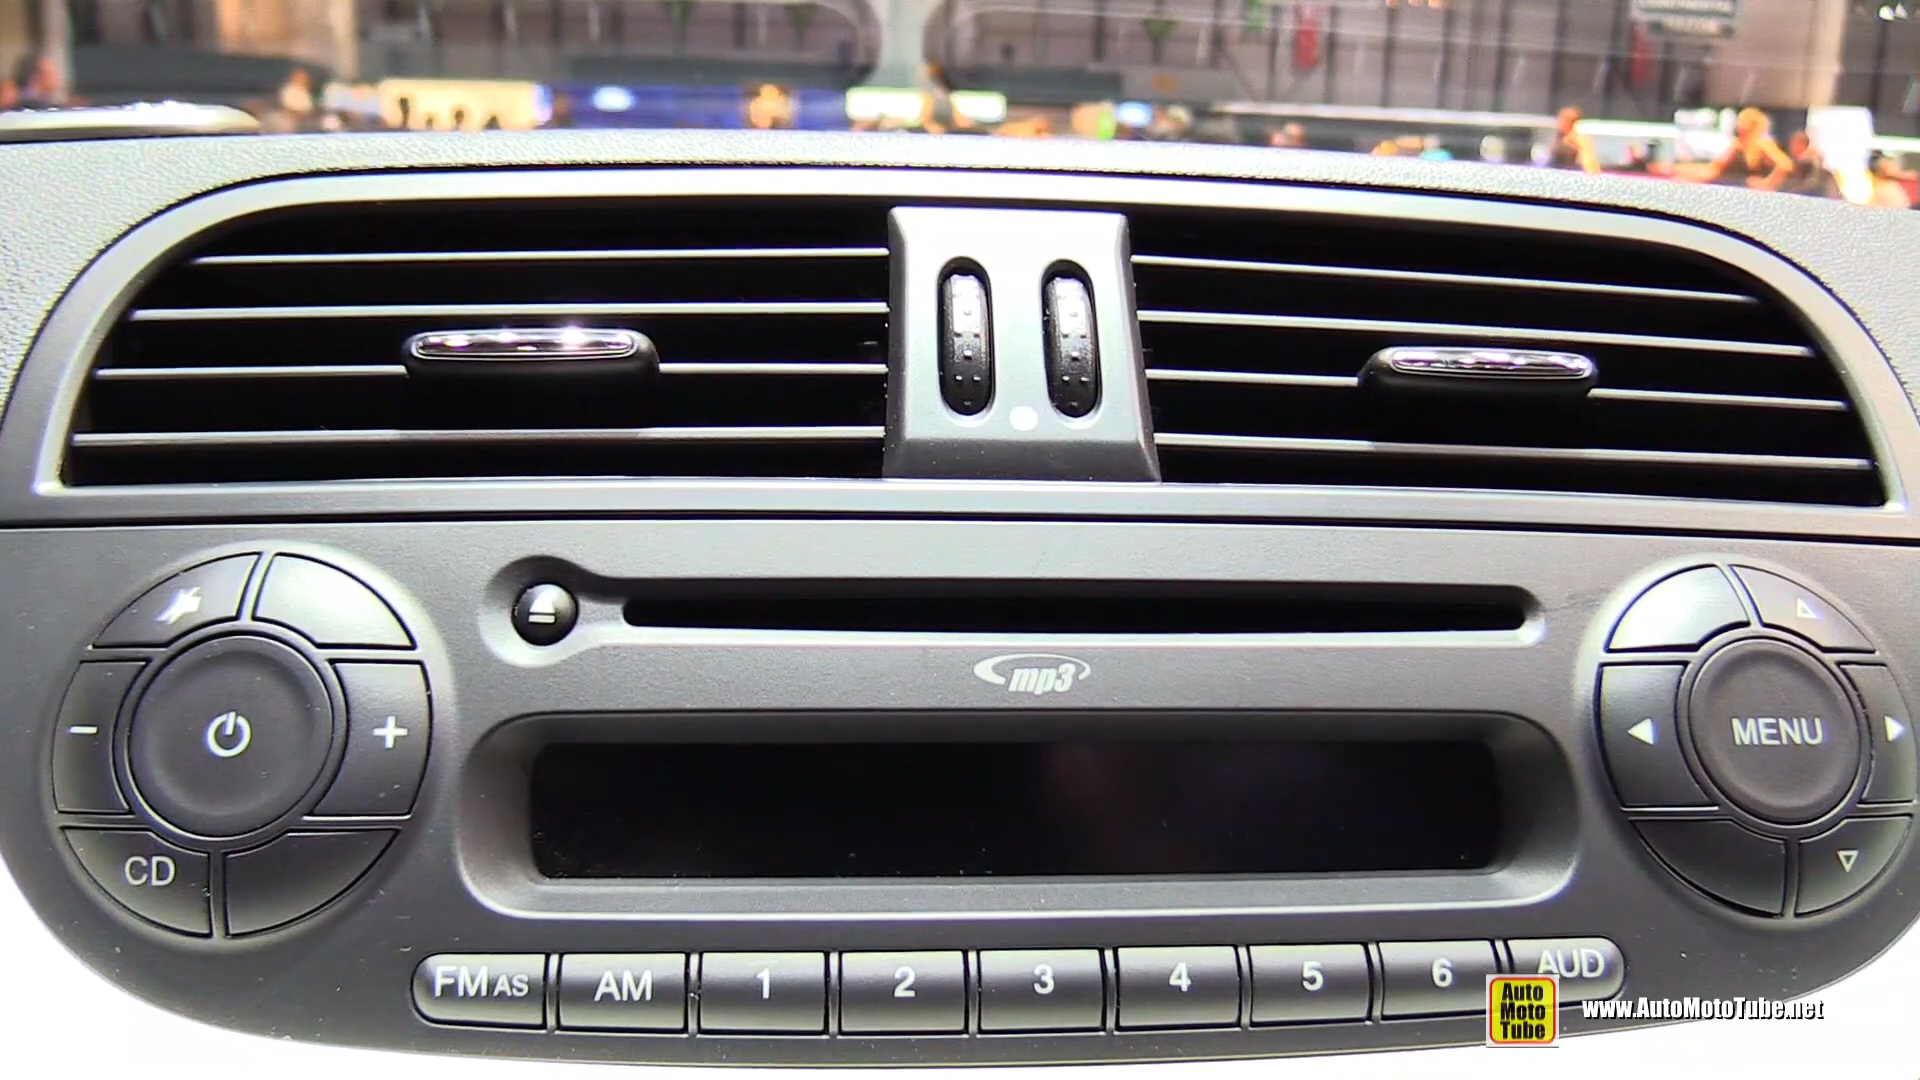 mp3
MENU
CD
FM AS AM 1 2 3 4 5 6 AUD
Auto
Moto
Tube
www.AutoMotoTube.net